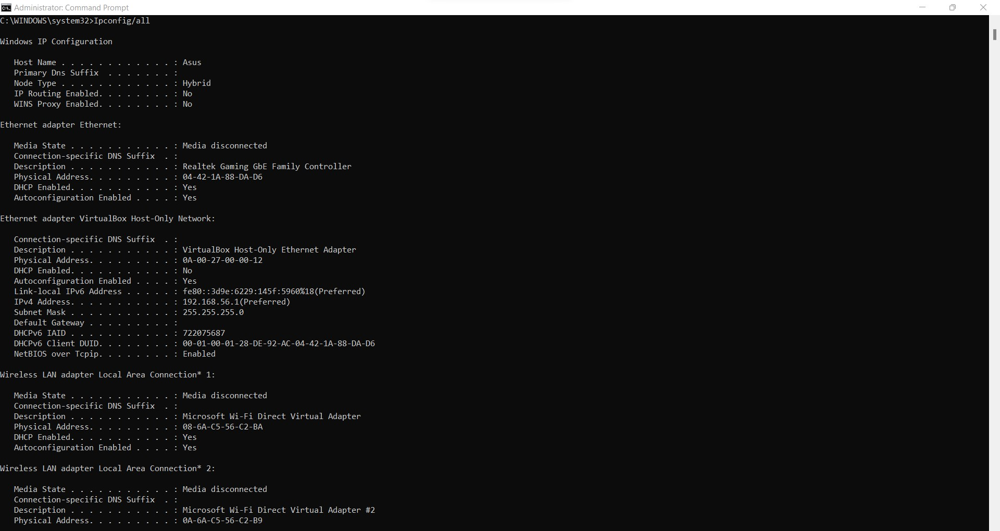 Administrator: Command Prompt
C:\WINDOWS\system32>Ipconfig/all
Windows IP Configuration
Host Name . . . . . . . . . . . . : Asus
Primary Dns Suffix  . . . . . . . :
Node Type . . . . . . . . . . . . : Hybrid
IP Routing Enabled. . . . . . . . : No
WINS Proxy Enabled. . . . . . . . : No
Ethernet adapter Ethernet:
Media State . . . . . . . . . . . : Media disconnected
Connection-specific DNS Suffix  . :
Description . . . . . . . . . . . : Realtek Gaming GbE Family Controller
Physical Address. . . . . . . . . : 04-42-1A-88-DA-D6
DHCP Enabled. . . . . . . . . . . : Yes
Autoconfiguration Enabled . . . . : Yes
Ethernet adapter VirtualBox Host-Only Network:
Connection-specific DNS Suffix  . :
Description . . . . . . . . . . . : VirtualBox Host-Only Ethernet Adapter
Physical Address. . . . . . . . . : 0A-00-27-00-00-12
DHCP Enabled. . . . . . . . . . . : No
Autoconfiguration Enabled . . . . : Yes
Link-local IPv6 Address . . . . . : fe80::3d9e:6229:145f:5960%18(Preferred)
IPv4 Address. . . . . . . . . . . : 192.168.56.1(Preferred)
Subnet Mask . . . . . . . . . . . : 255.255.255.0
Default Gateway . . . . . . . . . :
DHCPv6 IAID . . . . . . . . . . . : 722075687
DHCPv6 Client DUID. . . . . . . . : 00-01-00-01-28-DE-92-AC-04-42-1A-88-DA-D6
NetBIOS over Tcpip. . . . . . . . : Enabled
Wireless LAN adapter Local Area Connection* 1:
Media State . . . . . . . . . . . : Media disconnected
Connection-specific DNS Suffix  . :
Description . . . . . . . . . . . : Microsoft Wi-Fi Direct Virtual Adapter
Physical Address. . . . . . . . . : 08-6A-C5-56-C2-BA
DHCP Enabled. . . . . . . . . . . : Yes
Autoconfiguration Enabled . . . . : Yes
Wireless LAN adapter Local Area Connection* 2:
Media State . . . . . . . . . . . : Media disconnected
Connection-specific DNS Suffix  . :
Description . . . . . . . . . . . : Microsoft Wi-Fi Direct Virtual Adapter #2
Physical Address. . . . . . . . . : 0A-6A-C5-56-C2-B9